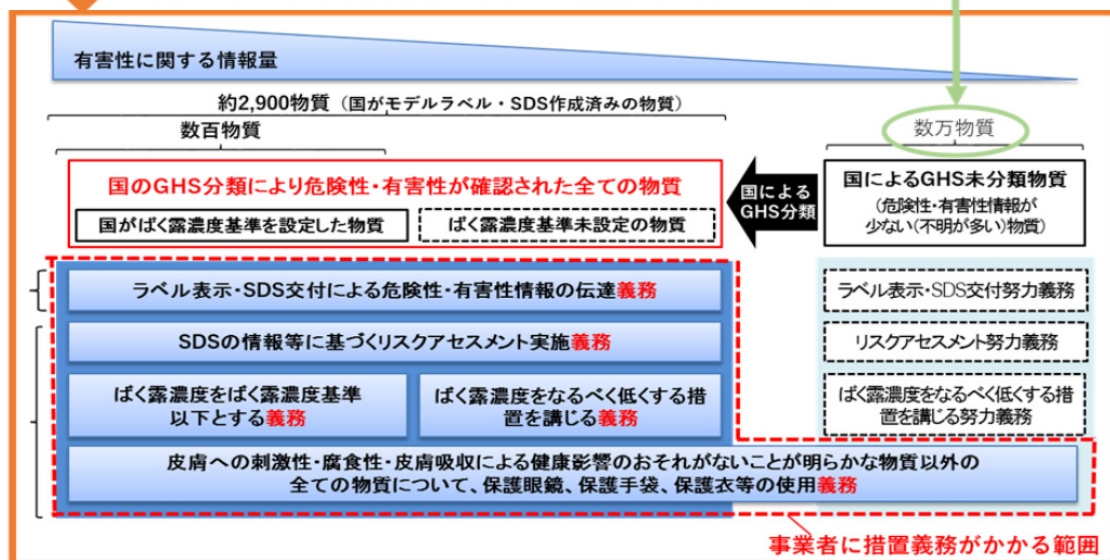 有害性に関する情報量
約2,900物質（国がモデルラベル・SDS作成済みの物質）
数百物質
数万物質
国のGHS分類により危険性・有害性が確認された全ての物質
国がばく露濃度基準を設定した物質
ばく露濃度基準未設定の物質
国による
GHS分類
国によるGHS未分類物質
（危険性・有害性情報が
少ない（不明が多い）物質）
ラベル表示・SDS交付による危険性・有害性情報の伝達義務
ラベル表示・SDS交付努力義務
SDSの情報等に基づくリスクアセスメント実施義務
リスクアセスメント努力義務
ばく露濃度をばく露濃度基準
以下とする義務
ばく露濃度をなるべく低くする措
置を講じる義務
ばく露濃度をなるべく低くする措
置を講じる努力義務
皮膚への刺激性・腐食性・皮膚吸収による健康影響のおそれがないことが明らかな物質以外の
全ての物質について、保護眼鏡、保護手袋、保護衣等の使用義務
事業者に措置義務がかかる範囲